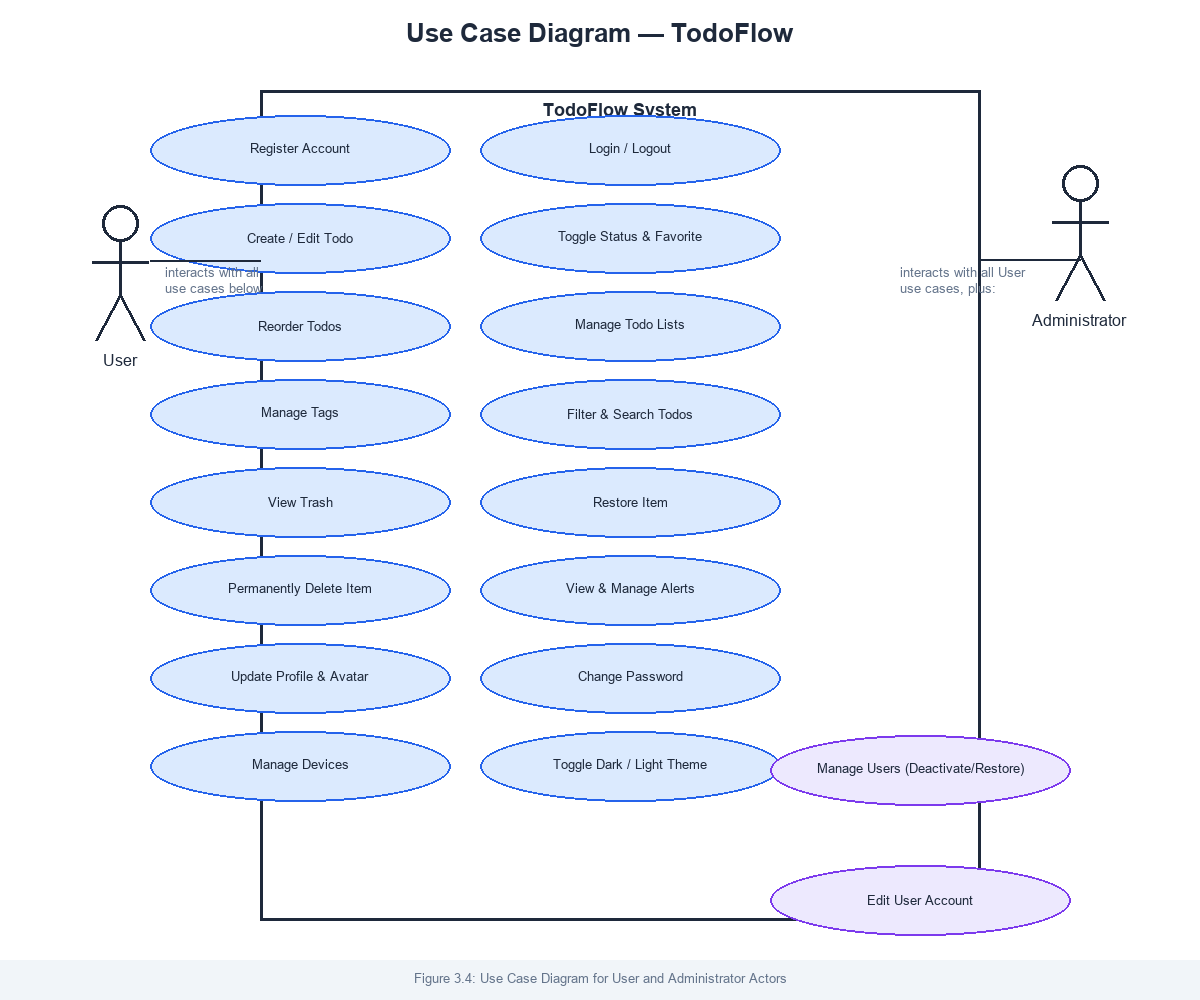 Use Case Diagram — TodoFlow
TodoFlow System
Register Account
Login / Logout
Create / Edit Todo
Toggle Status & Favorite
interacts with all
use cases below
interacts with all User
use cases, plus:
User
Administrator
Reorder Todos
Manage Todo Lists
Manage Tags
Filter & Search Todos
View Trash
Restore Item
Permanently Delete Item
View & Manage Alerts
Update Profile & Avatar
Change Password
Manage Devices
Toggle Dark / Light Theme
Manage Users (Deactivate/Restore)
Edit User Account
Figure 3.4: Use Case Diagram for User and Administrator Actors